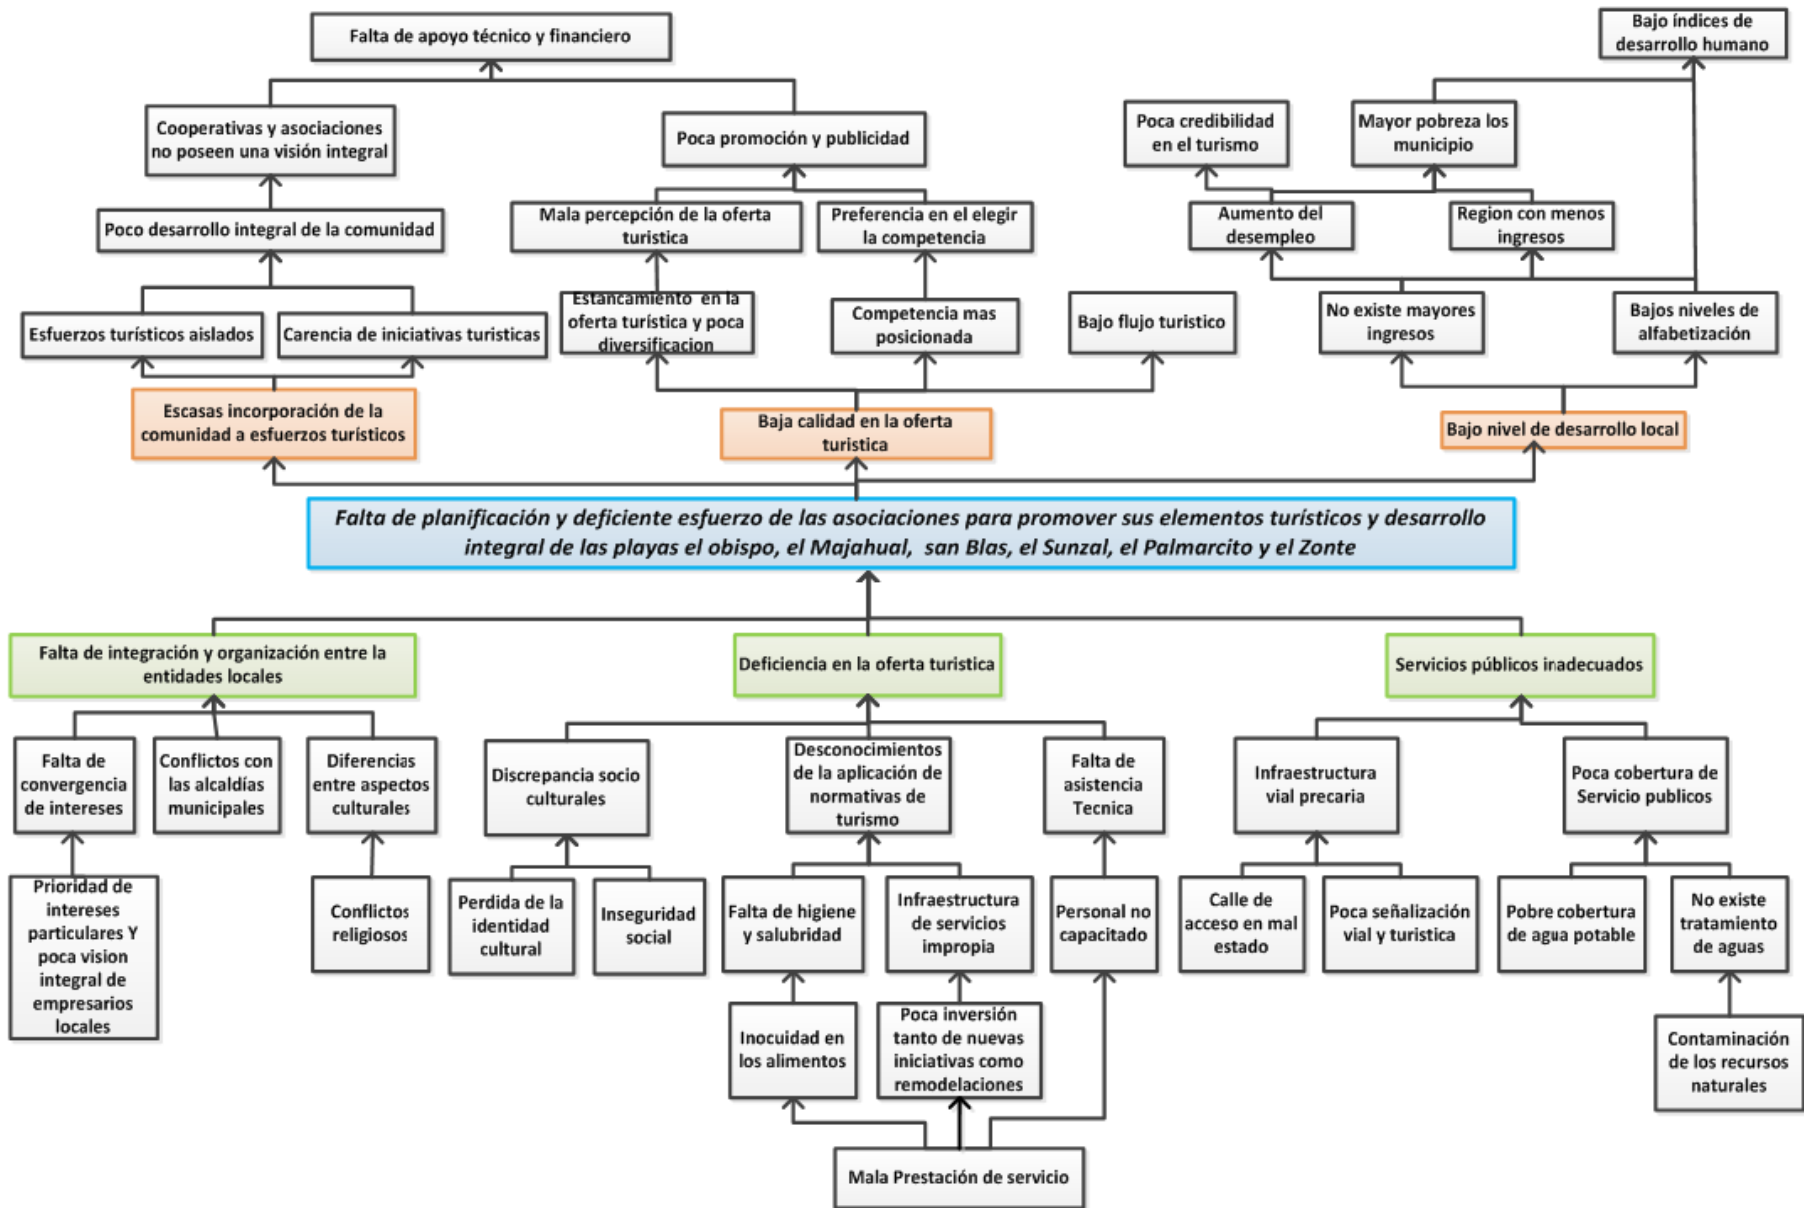 Falta de apoyo técnico y financiero
Bajo índices de
desarrollo humano
Cooperativas y asociaciones
no poseen una visión integral
Poca promoción y publicidad
Poca credibilidad
en el turismo
Mayor pobreza los
municipio
Poco desarrollo integral de la comunidad
Mala percepción de la oferta
turistica
Preferencia en el elegir
la competencia
Aumento del
desempleo
Region con menos
ingresos
Esfuerzos turísticos aislados
Carencia de iniciativas turisticas
Estancamiento en la
oferta turística y poca
diversificacion
Competencia mas
posicionada
Bajo flujo turistico
No existe mayores
ingresos
Bajos niveles de
alfabetización
Escasas incorporación de la
comunidad a esfuerzos turísticos
Baja calidad en la oferta
turistica
Bajo nivel de desarrollo local
Falta de planificación y deficiente esfuerzo de las asociaciones para promover sus elementos turísticos y desarrollo
integral de las playas el obispo, el Majahual, san Blas, el Sunzal, el Palmarcito y el Zonte
Falta de integración y organización entre la
entidades locales
Deficiencia en la oferta turistica
Servicios públicos inadecuados
Falta de
convergencia
de intereses
Conflictos con
las alcaldías
municipales
Diferencias
entre aspectos
culturales
Discrepancia socio
culturales
Desconocimientos
de la aplicación de
normativas de
turismo
Falta de
asistencia
Tecnica
Infraestructura
vial precaria
Poca cobertura de
Servicio publicos
Prioridad de
intereses
particulares Y
poca vision
integral de
empresarios
locales
Conflictos
religiosos
Perdida de la
identidad
cultural
Inseguridad
social
Falta de higiene
y salubridad
Infraestructura
de servicios
impropia
Personal no
capacitado
Calle de
acceso en mal
estado
Poca señalización
vial y turistica
Pobre cobertura
de agua potable
No existe
tratamiento
de aguas
Inocuidad en
los alimentos
Poca inversión
tanto de nuevas
iniciativas como
remodelaciones
Contaminación
de los recursos
naturales
Mala Prestación de servicio